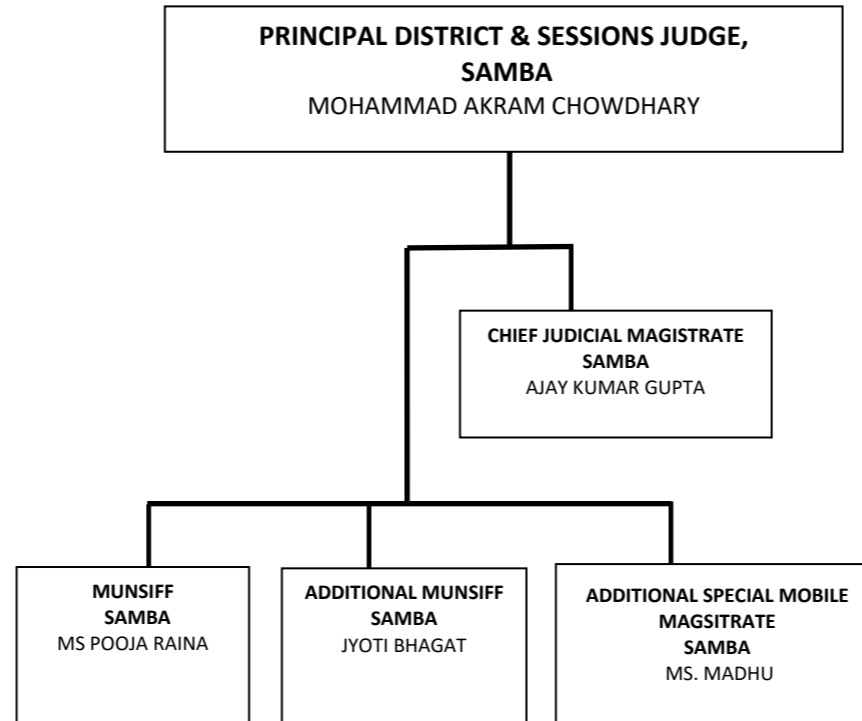 PRINCIPAL DISTRICT & SESSIONS JUDGE,
SAMBA
MOHAMMAD AKRAM CHOWDHARY
CHIEF JUDICIAL MAGISTRATE
SAMBA
AJAY KUMAR GUPTA
MUNSIFF
SAMBA
MS POOJA RAINA
ADDITIONAL MUNSIFF
SAMBA
JYOTI BHAGAT
ADDITIONAL SPECIAL MOBILE
MAGSITRATE
SAMBA
MS. MADHU